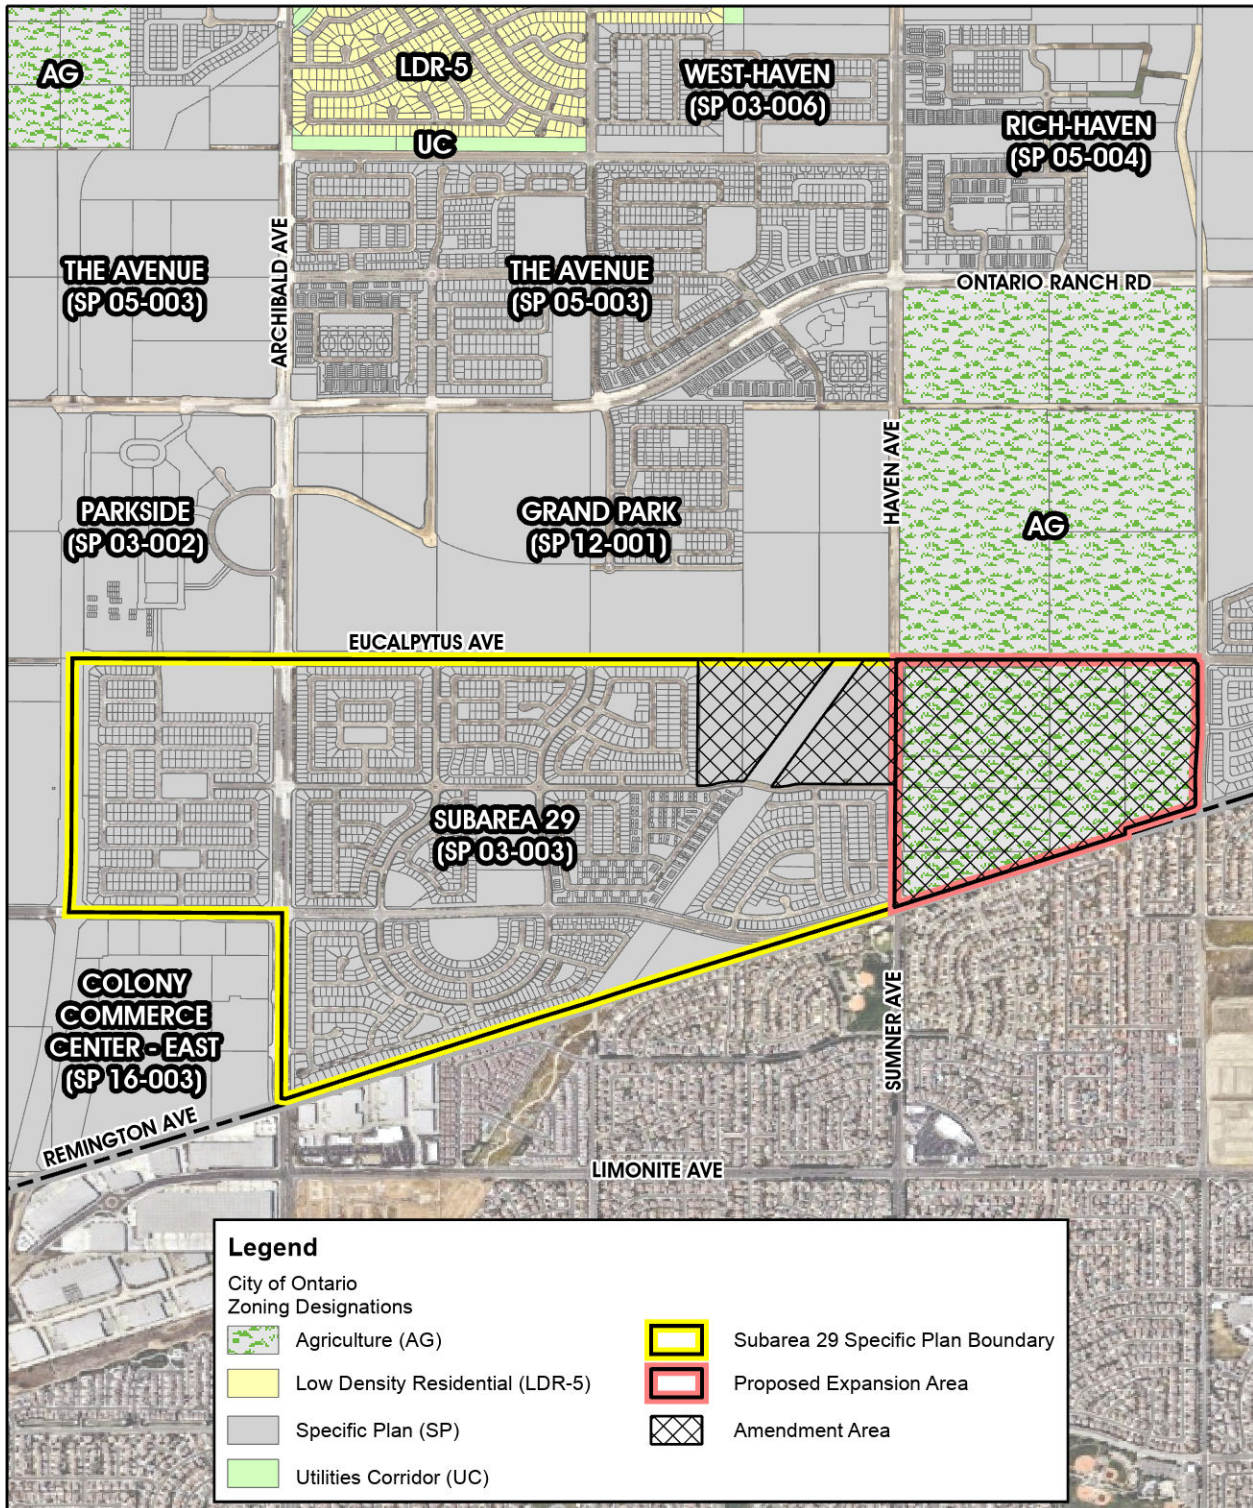 AG
LDR-5
UC
WEST-HAVEN
(SP 03-006)
RICH-HAVEN
(SP 05-004)
THE AVENUE
(SP 05-003)
ARCHIBALD AVE
THE AVENUE
(SP 05-003)
ONTARIO RANCH RD
PARKSIDE
(SP 03-002)
GRAND PARK
(SP 12-001)
HAVEN AVE
AG
EUCALPYTUS AVE
SUBAREA 29
(SP 03-003)
COLONY
COMMERCE
CENTER - EAST
(SP 16-003)
SUMNER AVE
REMINGTON AVE
LIMONITE AVE
Legend
City of Ontario
Zoning Designations
Agriculture (AG)
Low Density Residential (LDR-5)
Specific Plan (SP)
Utilities Corridor (UC)
Subarea 29 Specific Plan Boundary
Proposed Expansion Area
Amendment Area